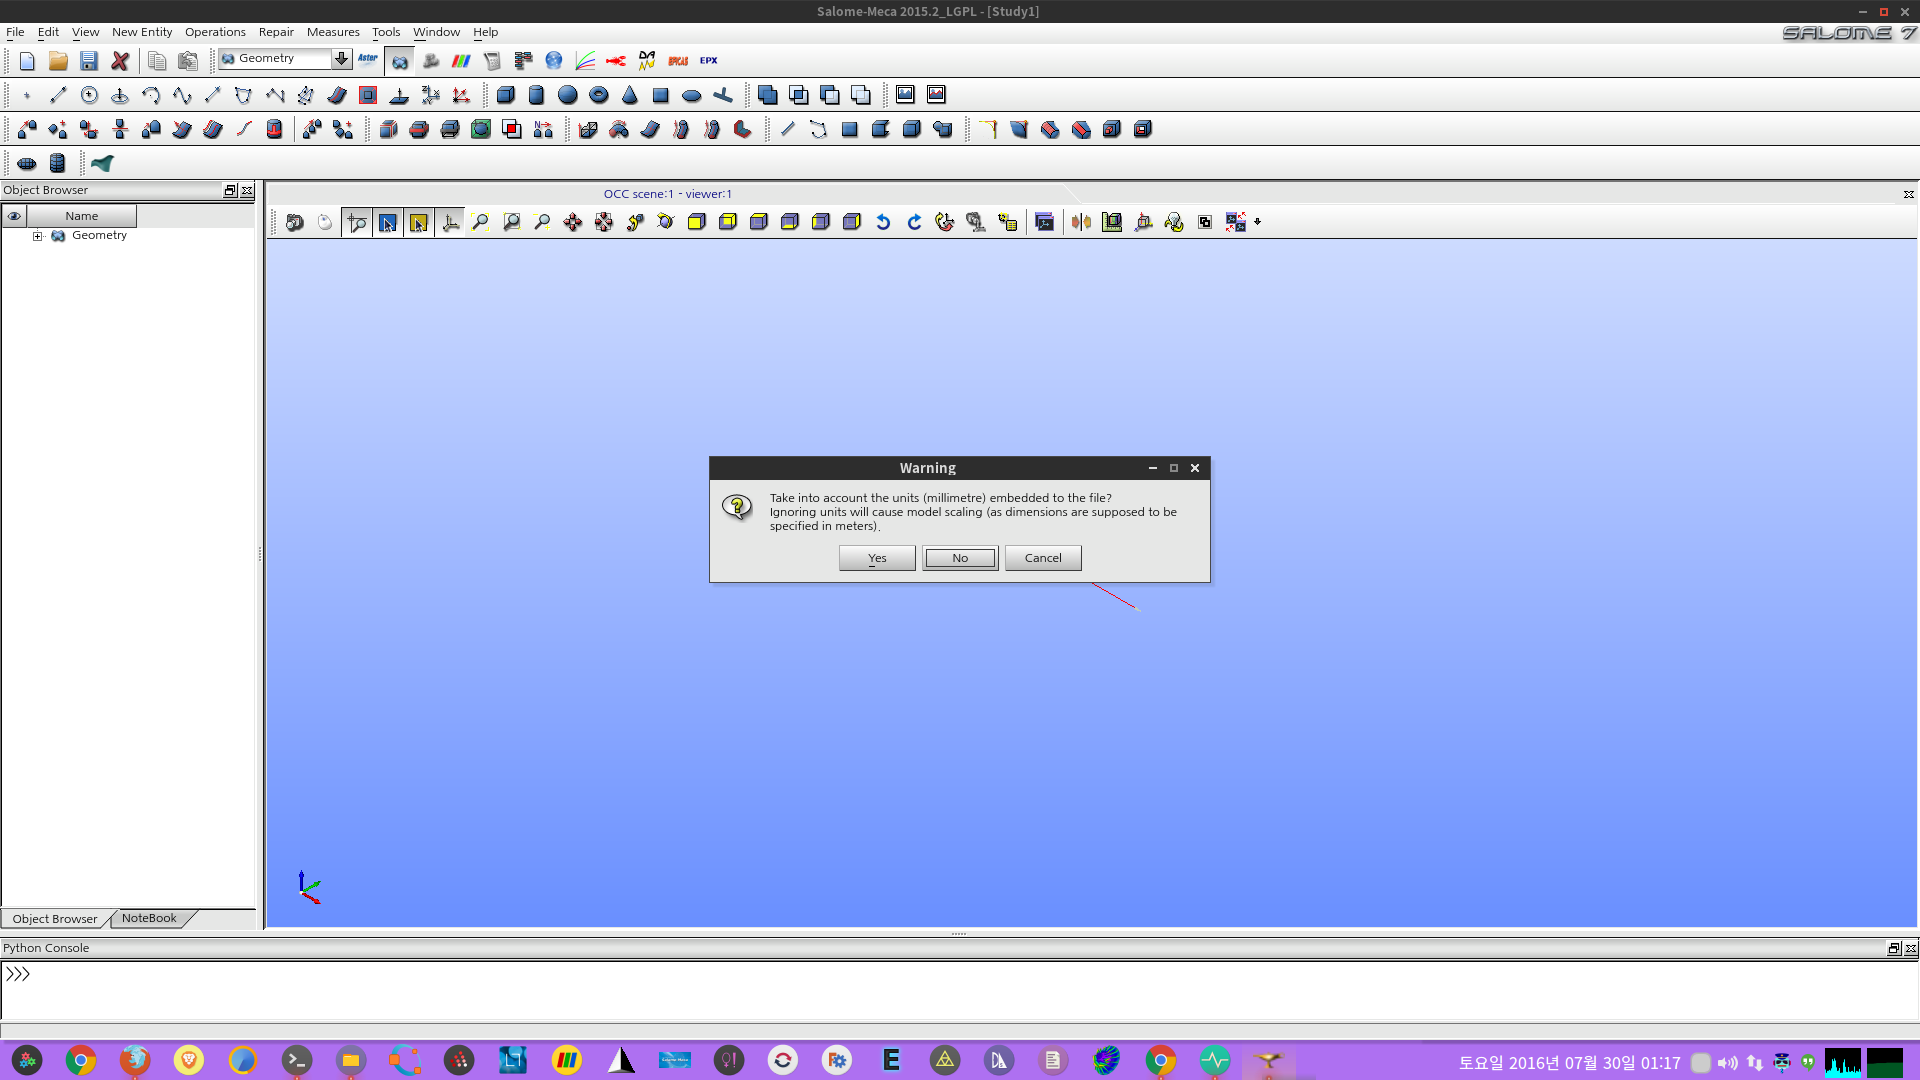 Salome-Meca 2015.2_LGPL - [Study1]
File Edit View New Entity Operations Repair Measures Tools Window Help
SALOME 7
Geometry
Aster
EFICAS
EPX
Object Browser
Name
Geometry
OCC scene:1 - viewer:1
Warning
Take into account the units (millimetre) embedded to the file?
Ignoring units will cause model scaling (as dimensions are supposed to be
specified in meters).
Yes No Cancel
Object Browser NoteBook
Python Console
>>>
토요일 2016년 07월 30일 01:17